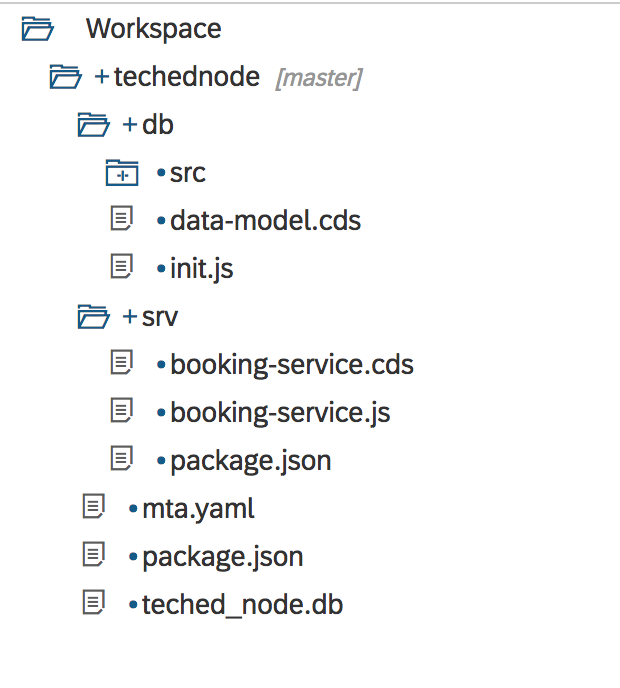 Workspace
+technode [master]
+db
•src
•data-model.cds
•init.js
+srv
•booking-service.cds
•booking-service.js
•package.json
•mta.yaml
•package.json
•teched_node.db